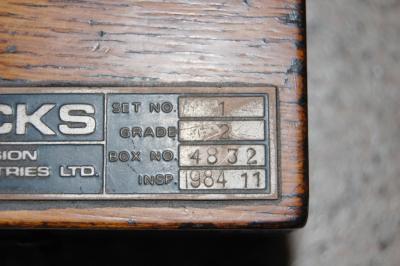 CKS
SION
TRIES LTD.
SET NO. 1
GRADE 2
BOX NO. 4832
INSP. 1984 11